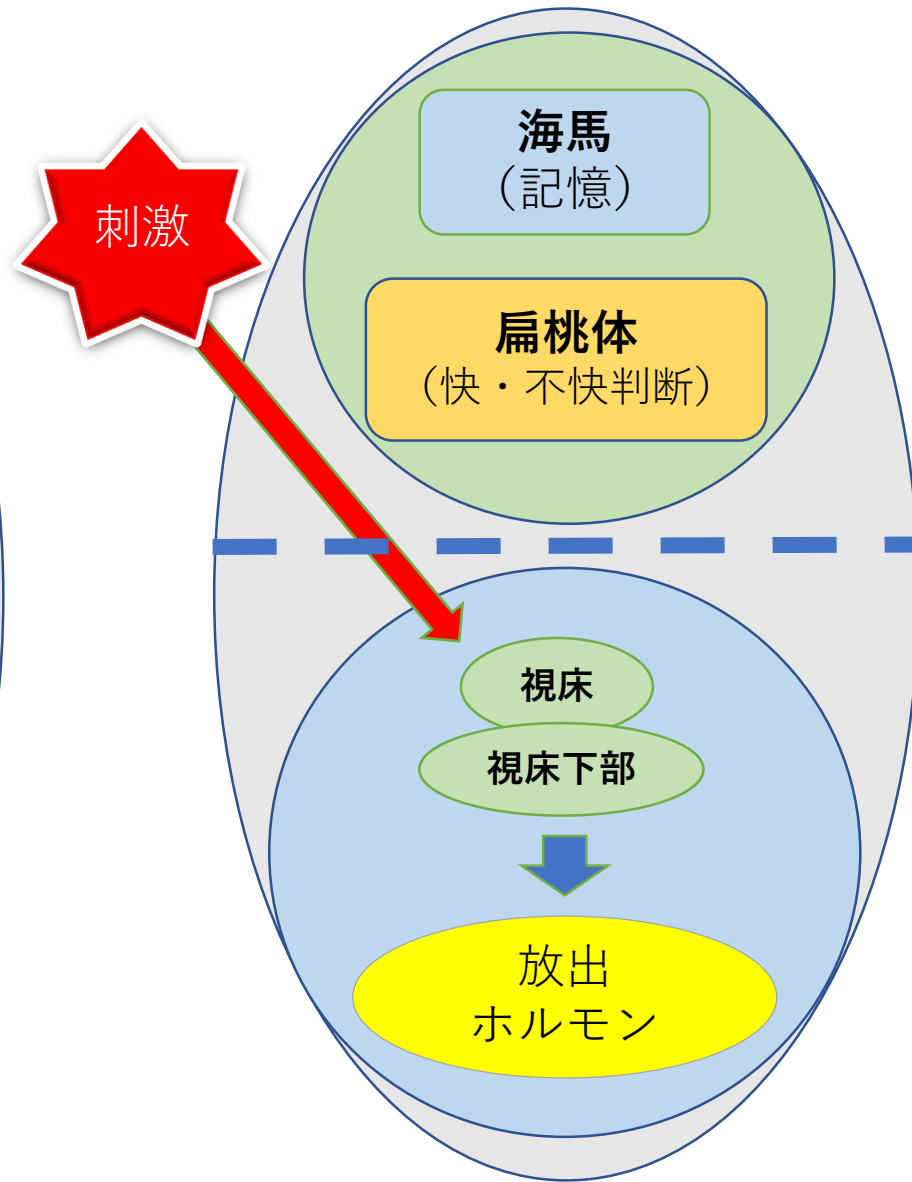 海馬
（記憶）
刺激
扁桃体
（快・不快判断）
視床
視床下部
放出
ホルモン